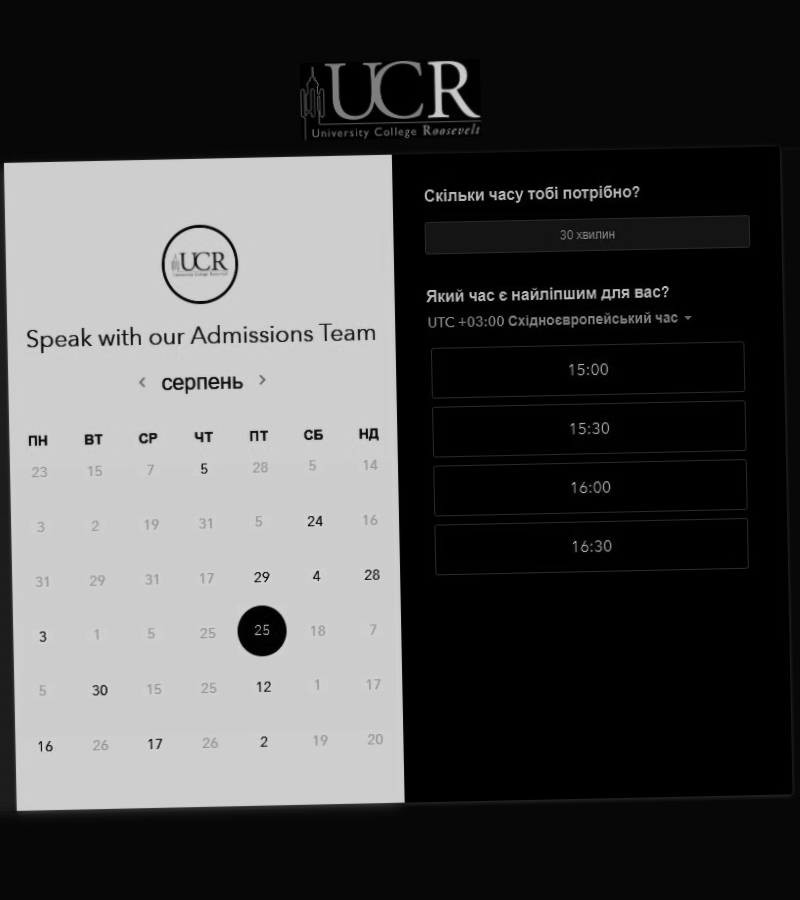 UCR
University College Roosevelt
UCR
University College Roosevelt
Speak with our Admissions Team
серпень
ПН ВТ СР ЧТ ПТ СБ НД
23 15 7 5 28 5 14
3 2 19 31 5 24 16
31 29 31 17 29 4 28
3 1 5 25 25 18 7
5 30 15 25 12 1 17
16 26 17 26 2 19 20
Скільки часу тобі потрібно?
30 хвилин
Який час є найліпшим для вас?
UTC +03:00 Східноєвропейський час
15:00
15:30
16:00
16:30